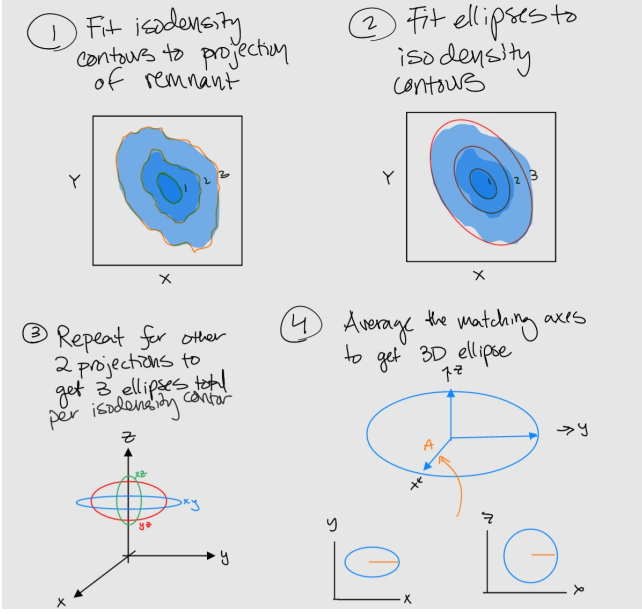 1 Fit isodensity
contours to projection
of remnant
Y
1 2 3
X
2 Fit ellipses to
isodensity
contours
Y
1 2 3
X
3 Repeat for other
2 projections to
get 3 ellipses total
per isodensity contor
z
xz
xy
yz
y
x
4 Average the matching axes
to get 3D ellipse
z
A
y
x
y
x
z
x